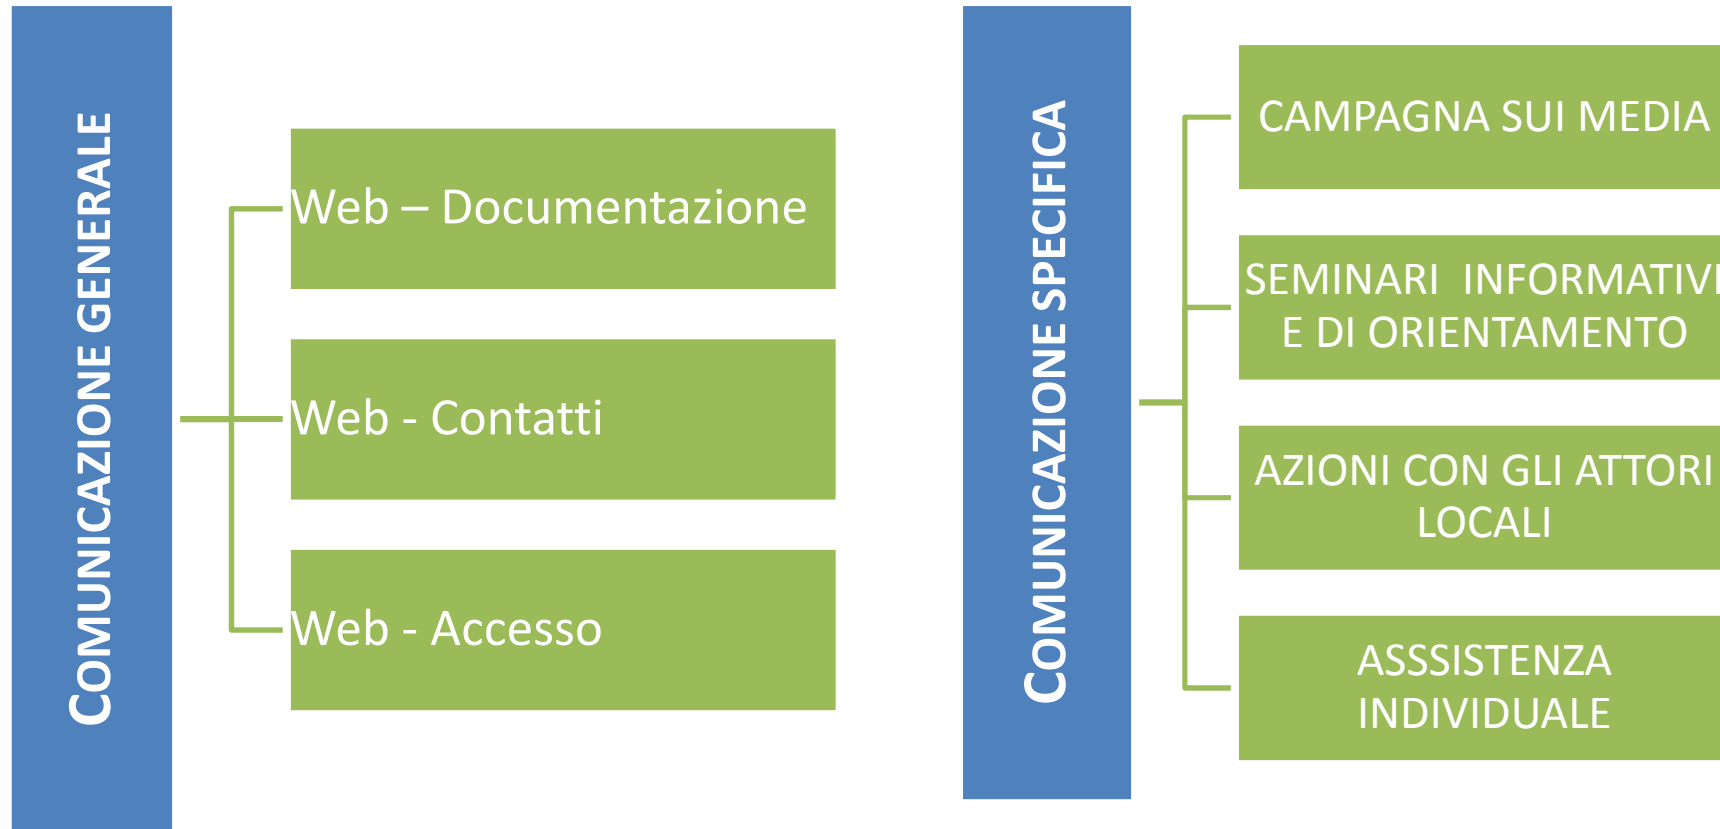 COMUNICAZIONE GENERALE
Web – Documentazione
Web - Contatti
Web - Accesso
COMUNICAZIONE SPECIFICA
CAMPAGNA SUI MEDIA
SEMINARI  INFORMATIVI
E DI ORIENTAMENTO
AZIONI CON GLI ATTORI
LOCALI
ASSSISTENZA
INDIVIDUALE